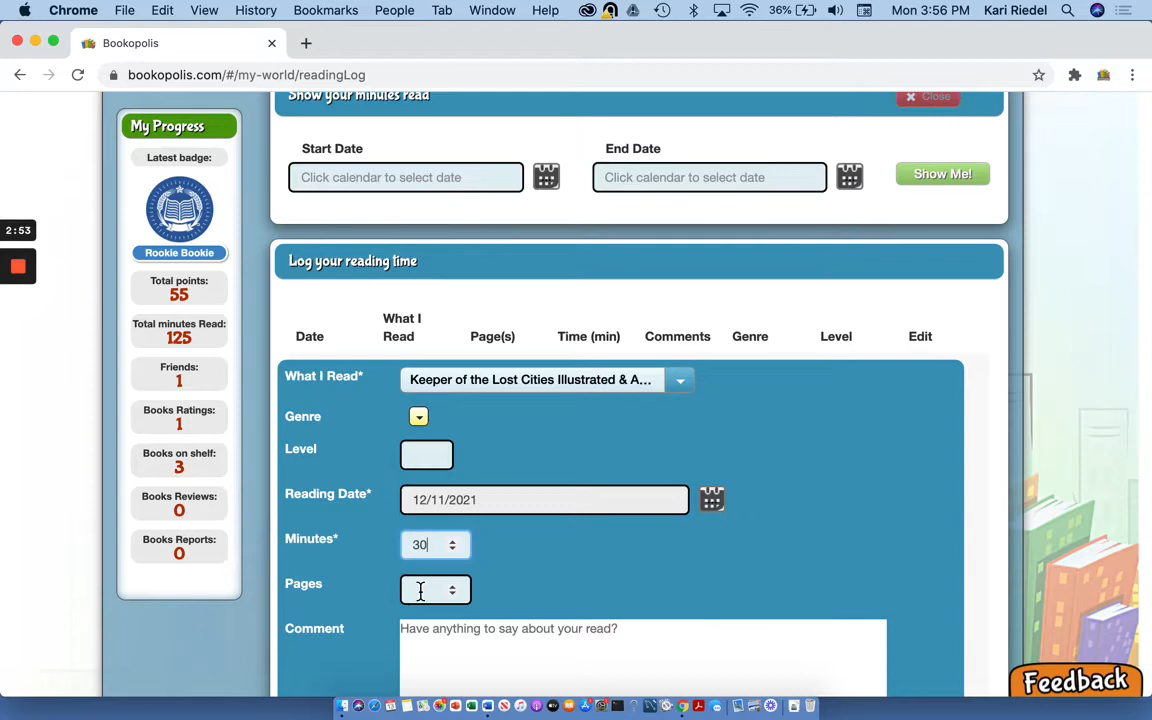 Chrome File Edit View History Bookmarks People Tab Window Help 36% Mon 3:56 PM Kari Riedel
Bookopolis
bookopolis.com/#/my-world/readingLog
Show your minutes read
Close
My Progress
Latest badge:
Rookie Bookie
Total points:
55
Total minutes Read:
125
Friends:
1
Books Ratings:
1
Books on shelf:
3
Books Reviews:
0
Books Reports:
0
2:53
Start Date
End Date
Click calendar to select date
Click calendar to select date
Show Me!
Log your reading time
Date
What I
Read
Page(s)
Time (min)
Comments
Genre
Level
Edit
What I Read*
Keeper of the Lost Cities Illustrated & A...
Genre
Level
Reading Date*
12/11/2021
Minutes*
30
Pages
Comment
Have anything to say about your read?
Feedback